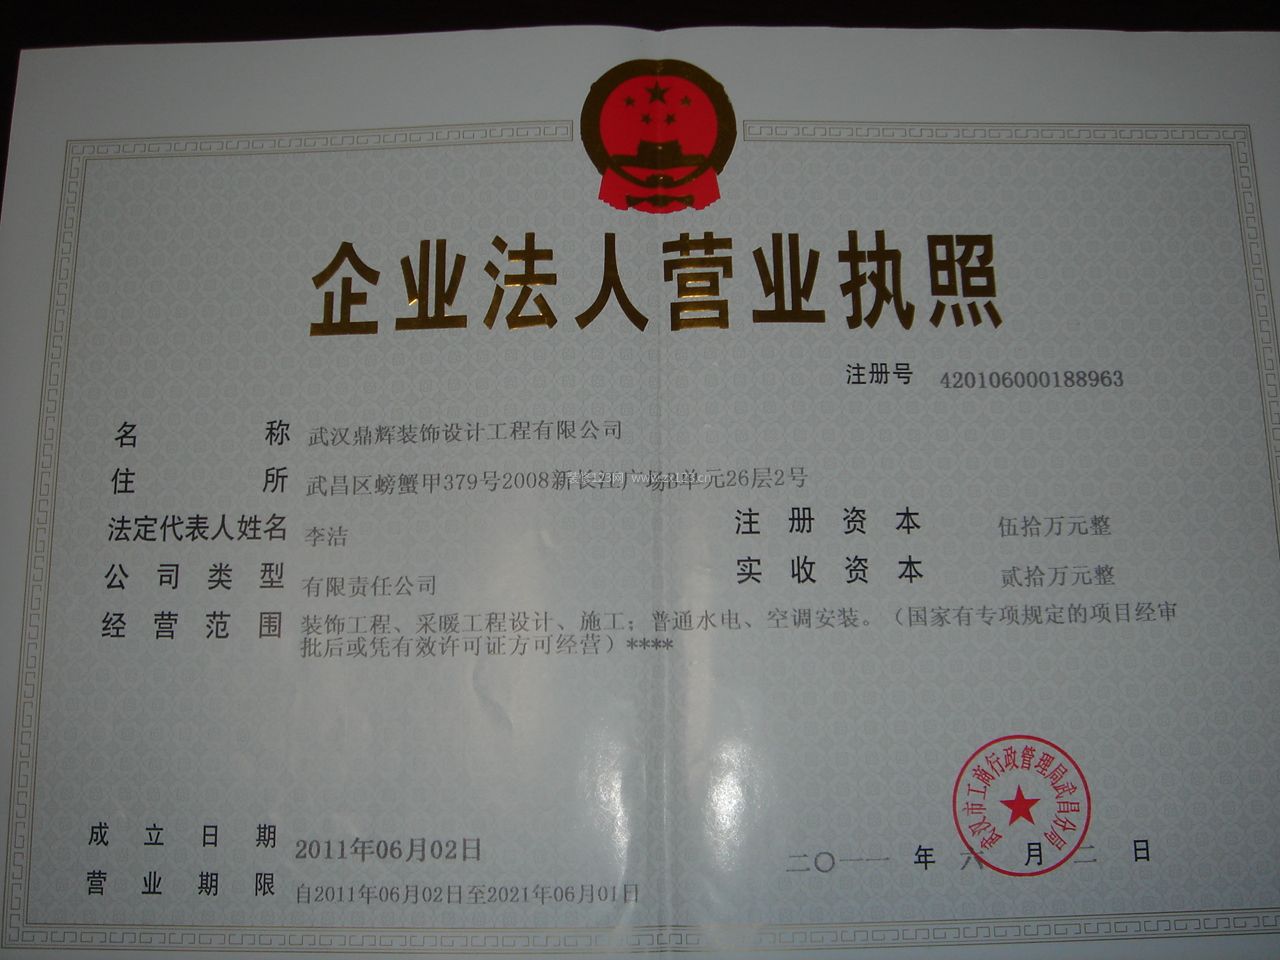 企业法人营业执照
注册号 420106000188963
名称 武汉鼎辉装饰设计工程有限公司
住所 武昌区螃蟹甲379号2008新长江广场B单元26层2号
装长123网 www.zx123.cn
法定代表人姓名 李洁 注册资本 伍拾万元整
公司类型 有限责任公司 实收资本 贰拾万元整
经营范围 装饰工程、采暖工程设计、施工；普通水电、空调安装。（国家有专项规定的项目经审
批后或凭有效许可证方可经营）****
武汉市工商行政管理局武昌分局
成立日期 2011年06月02日
二〇一一年六月二日
营业期限 自2011年06月02日至2021年06月01日